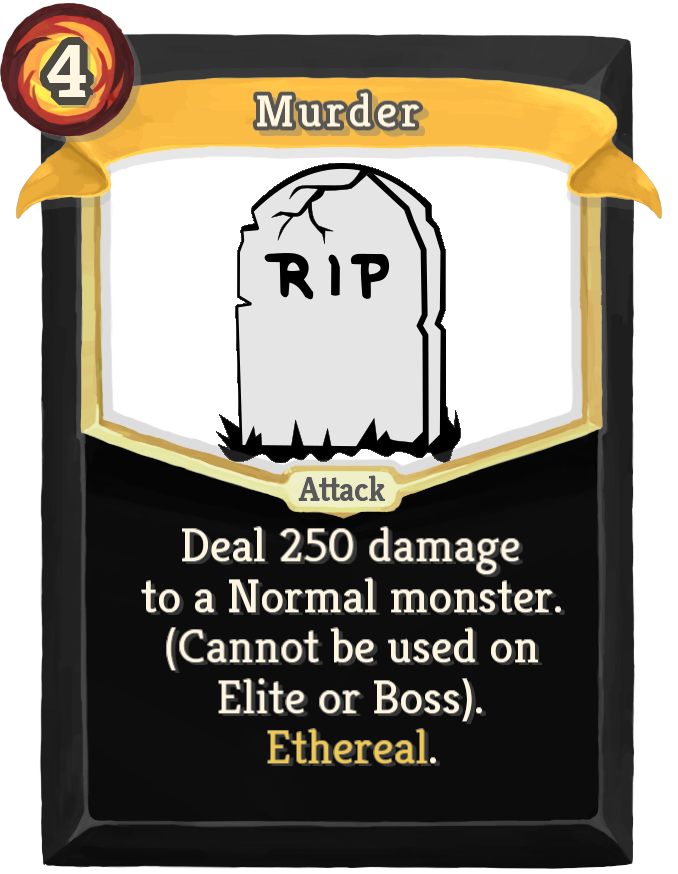 4
Murder
RIP
Attack
Deal 250 damage
to a Normal monster.
(Cannot be used on
Elite or Boss).
Ethereal.